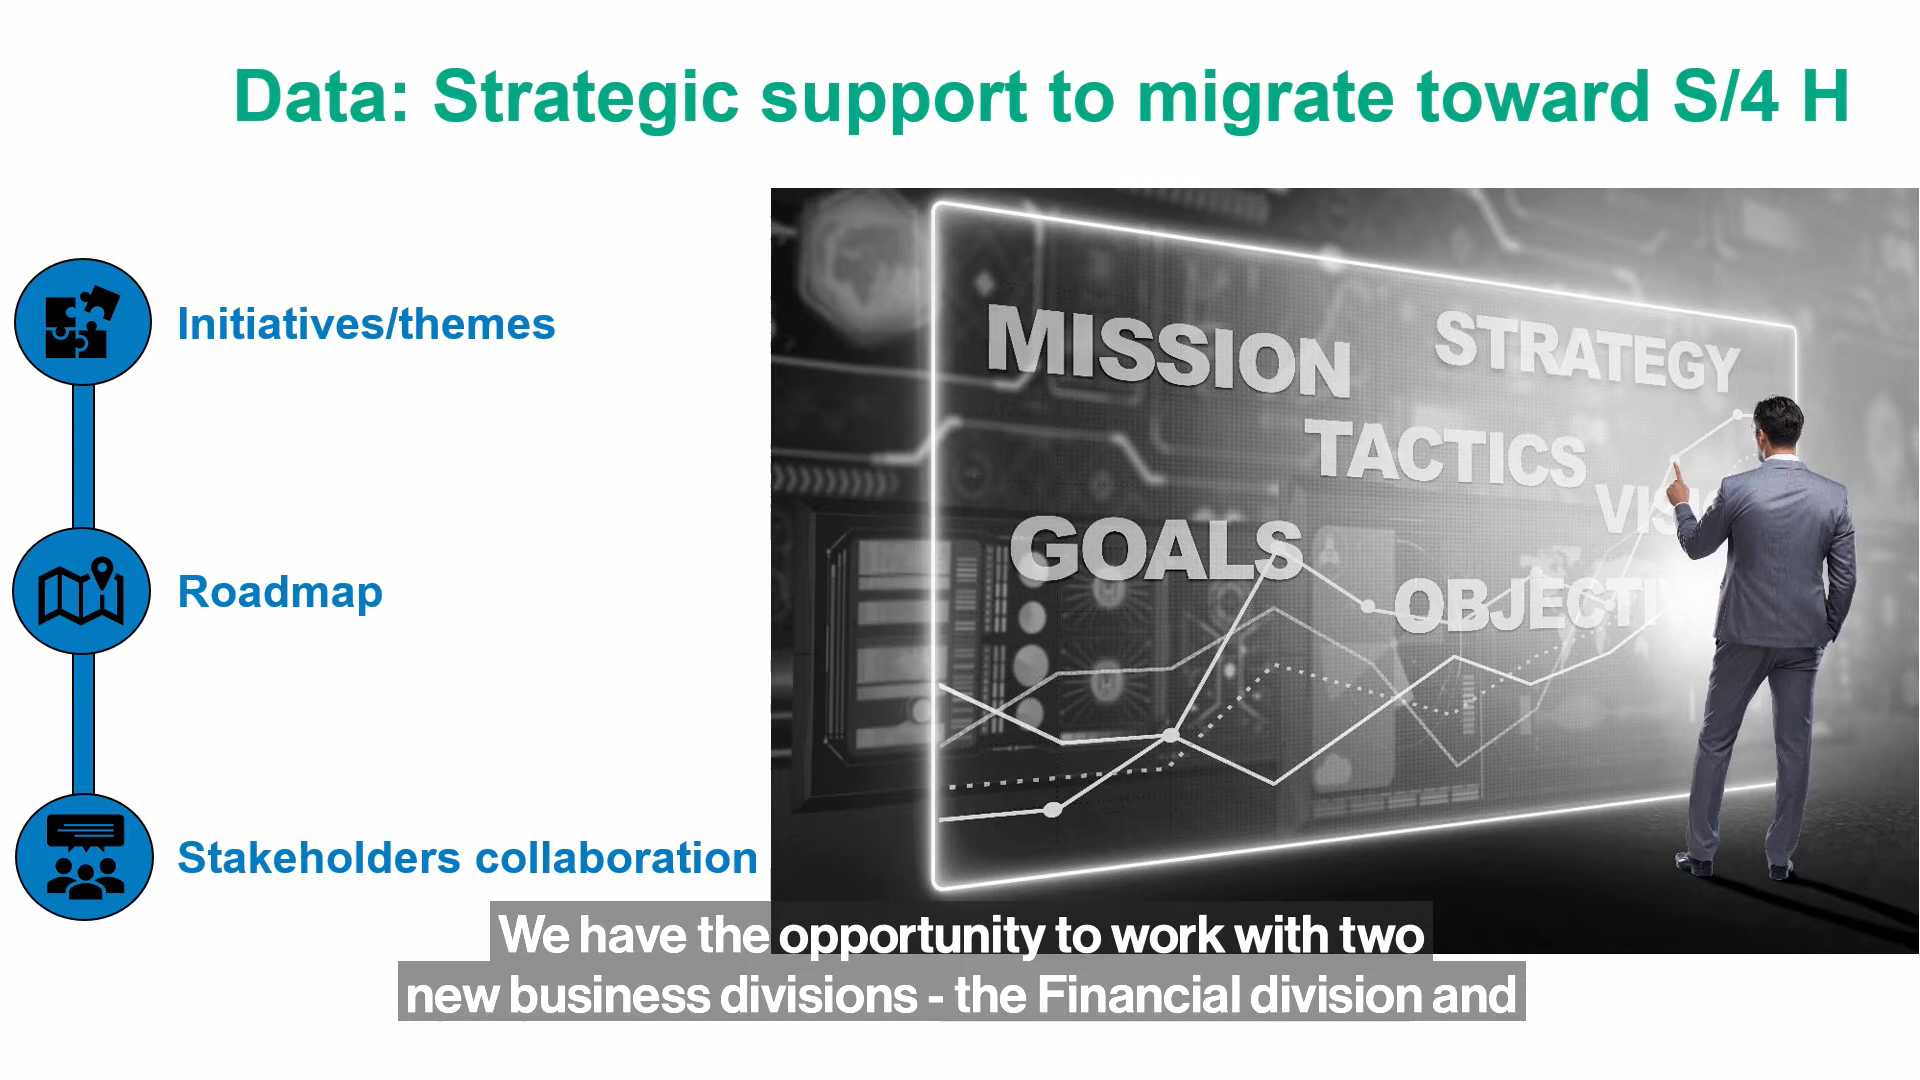 Data: Strategic support to migrate toward S/4 H
Initiatives/themes
Roadmap
Stakeholders collaboration
MISSION
STRATEGY
TACTICS
GOALS
We have the opportunity to work with two
new business divisions - the Financial division and